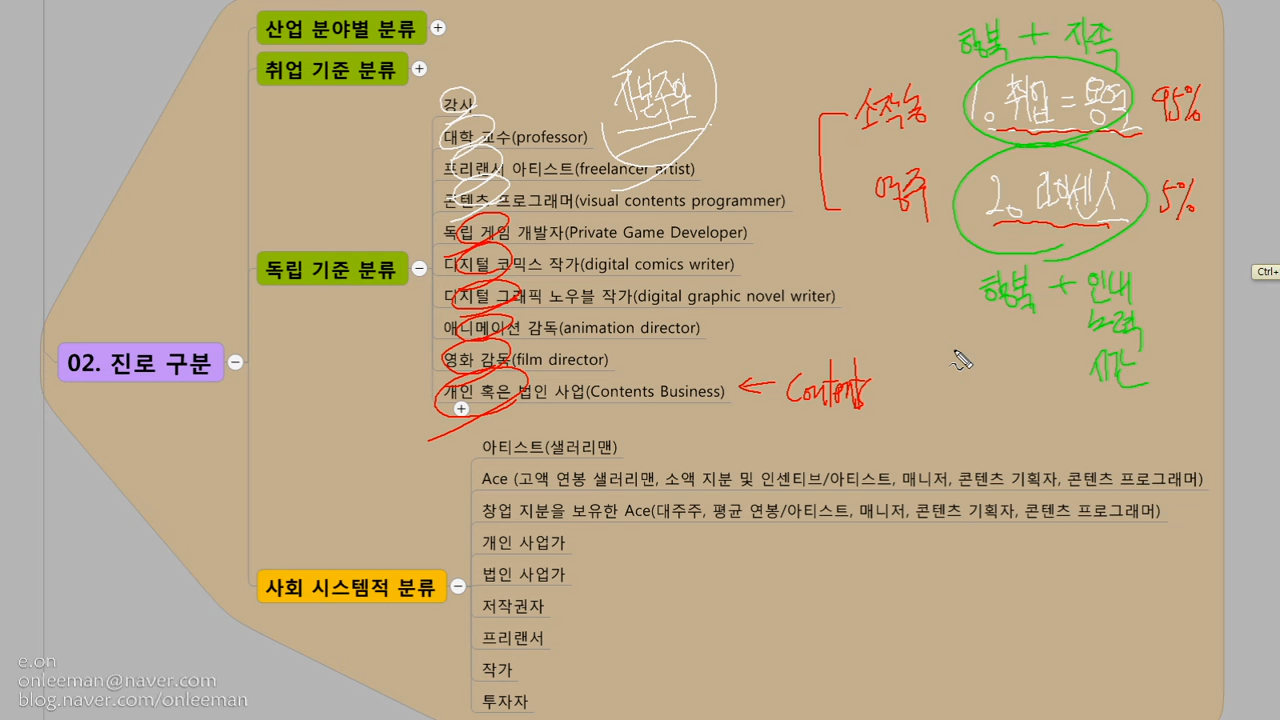 산업 분야별 분류
취업 기준 분류
독립 기준 분류
강사
대학 교수(professor)
프리랜서 아티스트(freelancer artist)
콘텐츠 프로그래머(visual contents programmer)
독립 게임 개발자(Private Game Developer)
디지털 코믹스 작가(digital comics writer)
디지털 그래픽 노우블 작가(digital graphic novel writer)
애니메이션 감독(animation director)
영화 감독(film director)
개인 혹은 법인 사업(Contents Business)
← Contents
자본주의
행복 + 자족
소작농
1. 취업 = 용역
95%
영주
2. 라이센스
5%
행복 + 인내
노력
시간
Ctrl+
02. 진로 구분
사회 시스템적 분류
아티스트(샐러리맨)
Ace (고액 연봉 샐러리맨, 소액 지분 및 인센티브/아티스트, 매니저, 콘텐츠 기획자, 콘텐츠 프로그래머)
창업 지분을 보유한 Ace(대주주, 평균 연봉/아티스트, 매니저, 콘텐츠 기획자, 콘텐츠 프로그래머)
개인 사업가
법인 사업가
저작권자
프리랜서
작가
투자자
e.on
onleeman@naver.com
blog.naver.com/onleeman